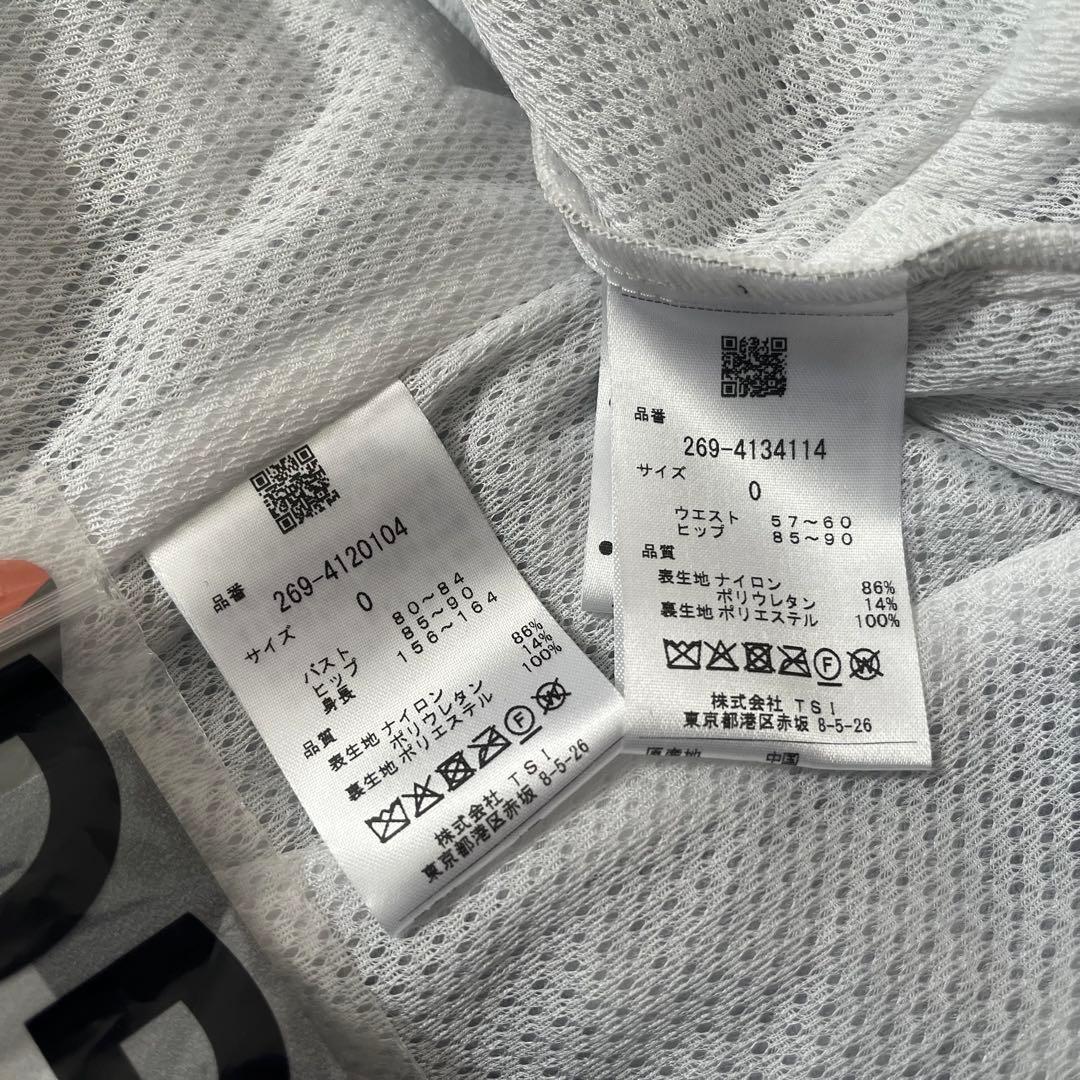 品番
269-4120104
サイズ
0
バスト 80~84
ヒップ 85~90
身長 156~164
品質
表生地 ナイロン 86%
ポリウレタン 14%
裏生地 ポリエステル 100%
F W
株式会社 TSI
東京都港区赤坂 8-5-26
品番
269-4134114
サイズ
0
ウエスト 57~60
ヒップ 85~90
品質
表生地 ナイロン 86%
ポリウレタン 14%
裏生地 ポリエステル 100%
F W
株式会社 TSI
東京都港区赤坂 8-5-26
原産地 中国